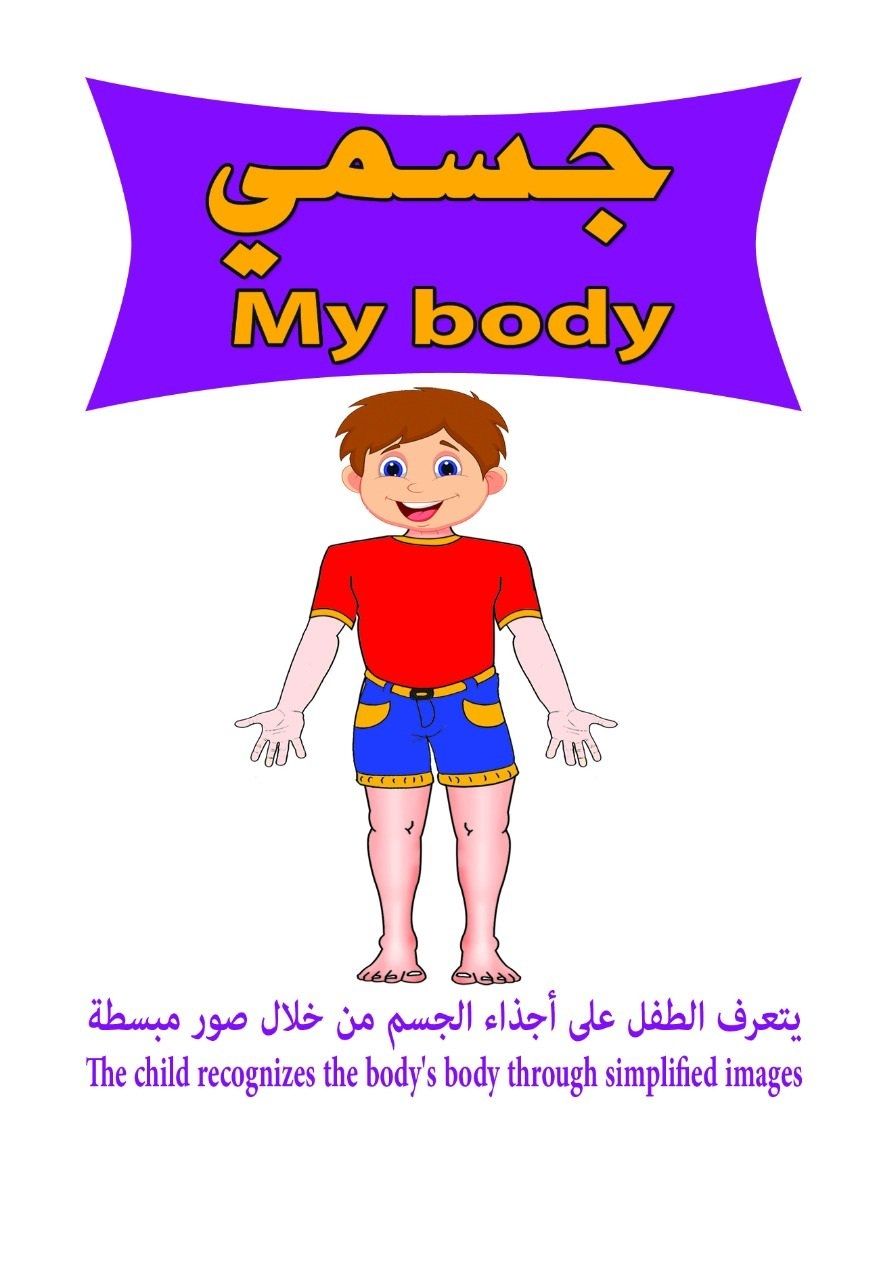 جسمي
My body
يتعرف الطفل على أجذاء الجسم من خلال صور مبسطة
The child recognizes the body's body through simplified images